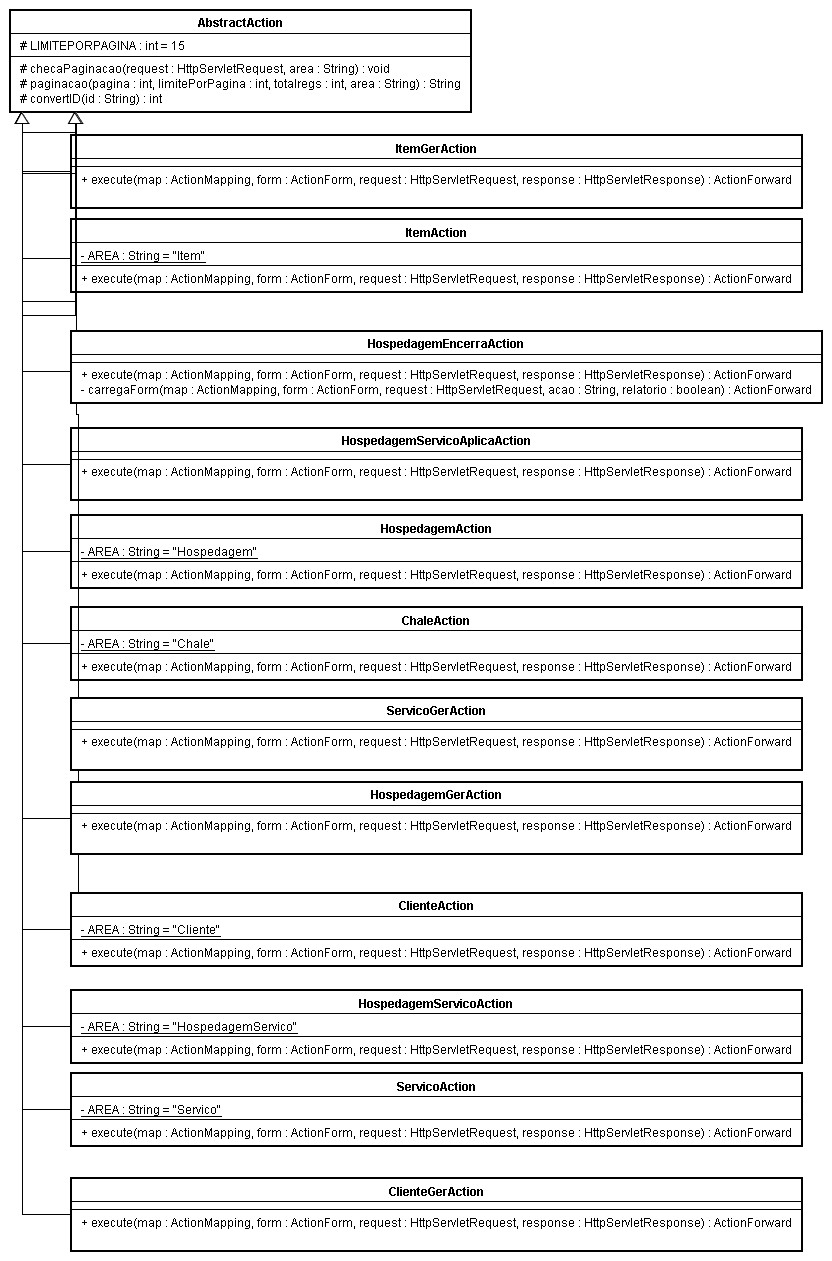 AbstractAction
# LIMITEPORPAGINA : int = 15
# checaPaginacao(request : HttpServletRequest, area : String) : void
# paginacao(pagina : int, limitePorPagina : int, totalregs : int, area : String) : String
# convertID(id : String) : int
ItemGerAction
+ execute(map : ActionMapping, form : ActionForm, request : HttpServletRequest, response : HttpServletResponse) : ActionForward
ItemAction
- AREA : String = "Item"
+ execute(map : ActionMapping, form : ActionForm, request : HttpServletRequest, response : HttpServletResponse) : ActionForward
HospedagemEncerraAction
+ execute(map : ActionMapping, form : ActionForm, request : HttpServletRequest, response : HttpServletResponse) : ActionForward
- carregaForm(map : ActionMapping, form : ActionForm, request : HttpServletRequest, acao : String, relatorio : boolean) : ActionForward
HospedagemServicoAplicaAction
+ execute(map : ActionMapping, form : ActionForm, request : HttpServletRequest, response : HttpServletResponse) : ActionForward
HospedagemAction
- AREA : String = "Hospedagem"
+ execute(map : ActionMapping, form : ActionForm, request : HttpServletRequest, response : HttpServletResponse) : ActionForward
ChaleAction
- AREA : String = "Chale"
+ execute(map : ActionMapping, form : ActionForm, request : HttpServletRequest, response : HttpServletResponse) : ActionForward
ServicoGerAction
+ execute(map : ActionMapping, form : ActionForm, request : HttpServletRequest, response : HttpServletResponse) : ActionForward
HospedagemGerAction
+ execute(map : ActionMapping, form : ActionForm, request : HttpServletRequest, response : HttpServletResponse) : ActionForward
ClienteAction
- AREA : String = "Cliente"
+ execute(map : ActionMapping, form : ActionForm, request : HttpServletRequest, response : HttpServletResponse) : ActionForward
HospedagemServicoAction
- AREA : String = "HospedagemServico"
+ execute(map : ActionMapping, form : ActionForm, request : HttpServletRequest, response : HttpServletResponse) : ActionForward
ServicoAction
- AREA : String = "Servico"
+ execute(map : ActionMapping, form : ActionForm, request : HttpServletRequest, response : HttpServletResponse) : ActionForward
ClienteGerAction
+ execute(map : ActionMapping, form : ActionForm, request : HttpServletRequest, response : HttpServletResponse) : ActionForward